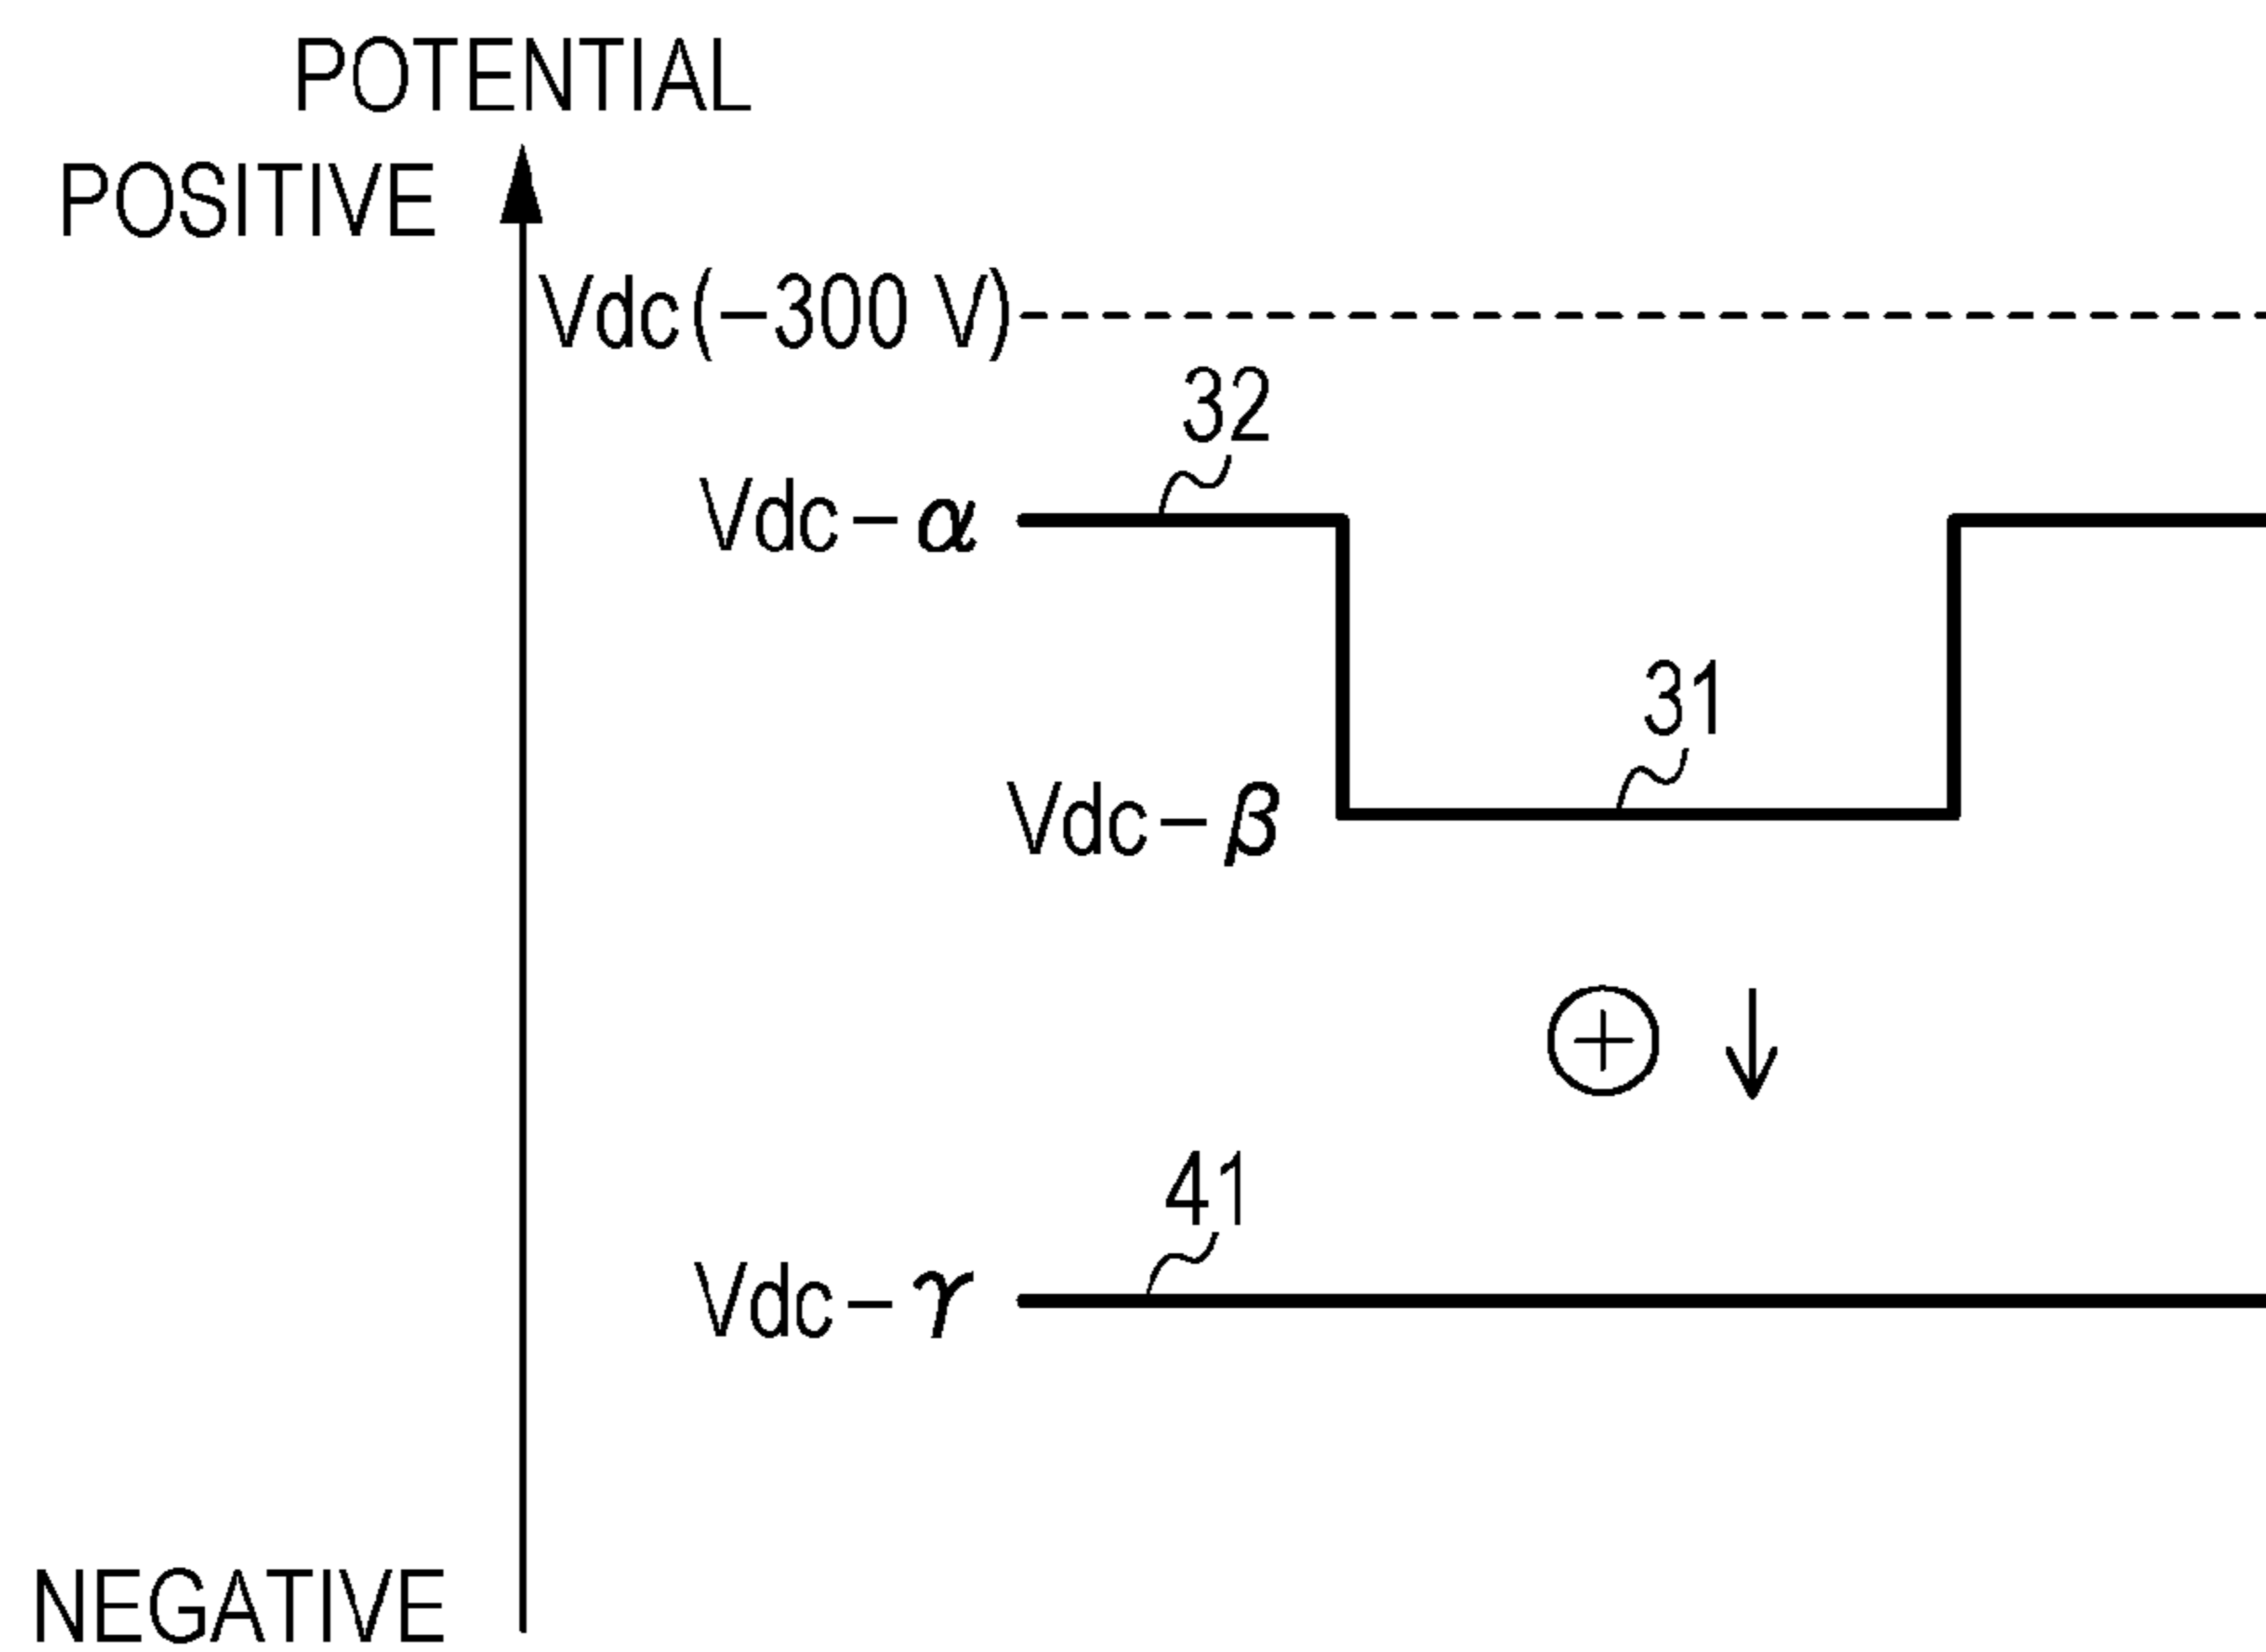 POTENTIAL
POSITIVE
Vdc(−300 V)
32
Vdc−α
31
Vdc−β
+
41
Vdc−γ
NEGATIVE